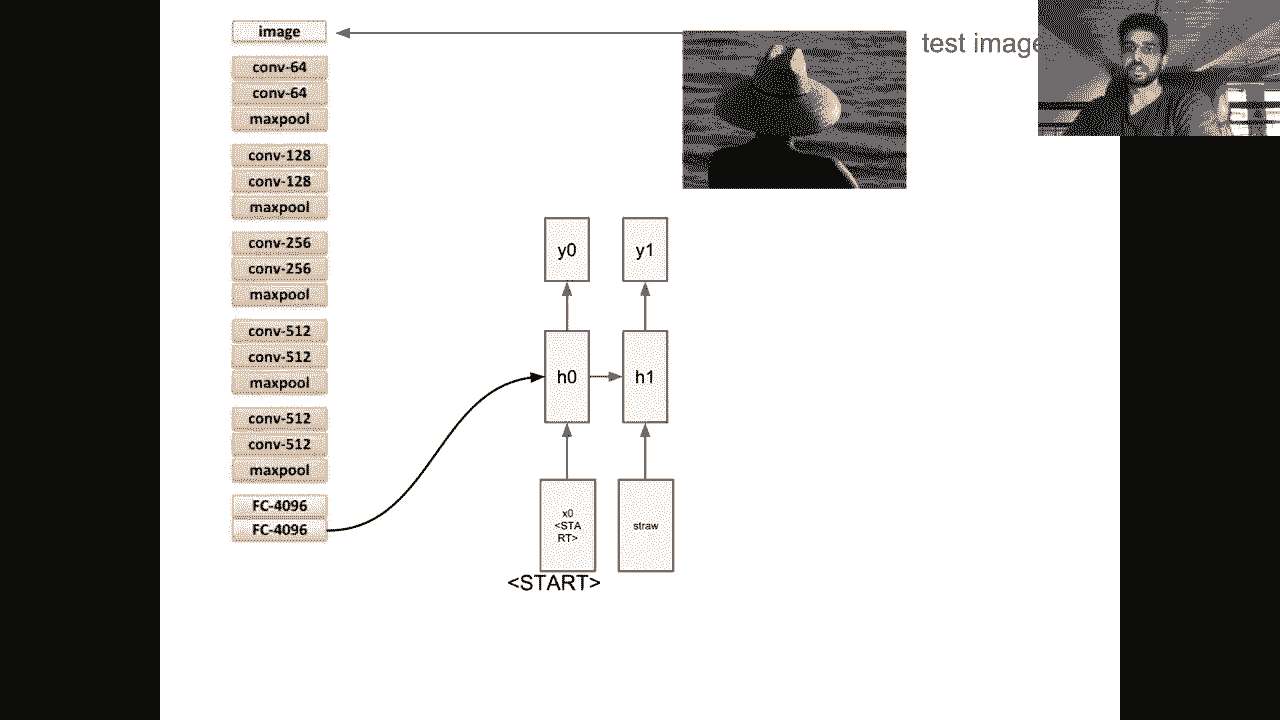 image
test image
conv-64
conv-64
maxpool
conv-128
conv-128
maxpool
conv-256
conv-256
maxpool
conv-512
conv-512
maxpool
conv-512
conv-512
maxpool
FC-4096
FC-4096
y0
y1
h0
h1
x0
<STA
RT>
straw
<START>